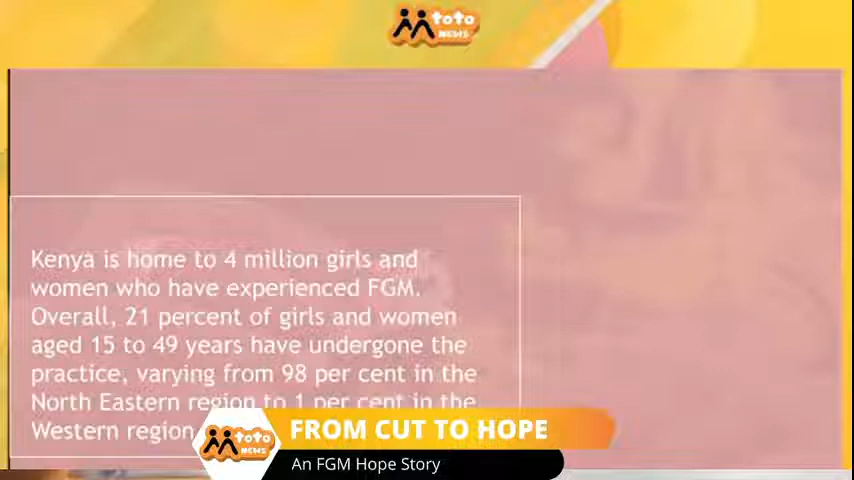 toto
NEWS
Kenya is home to 4 million girls and
women who have experienced FGM.
Overall, 21 percent of girls and women
aged 15 to 49 years have undergone the
practice, varying from 98 per cent in the
North Eastern region to 1 per cent in the
Western region
toto
NEWS
FROM CUT TO HOPE
An FGM Hope Story